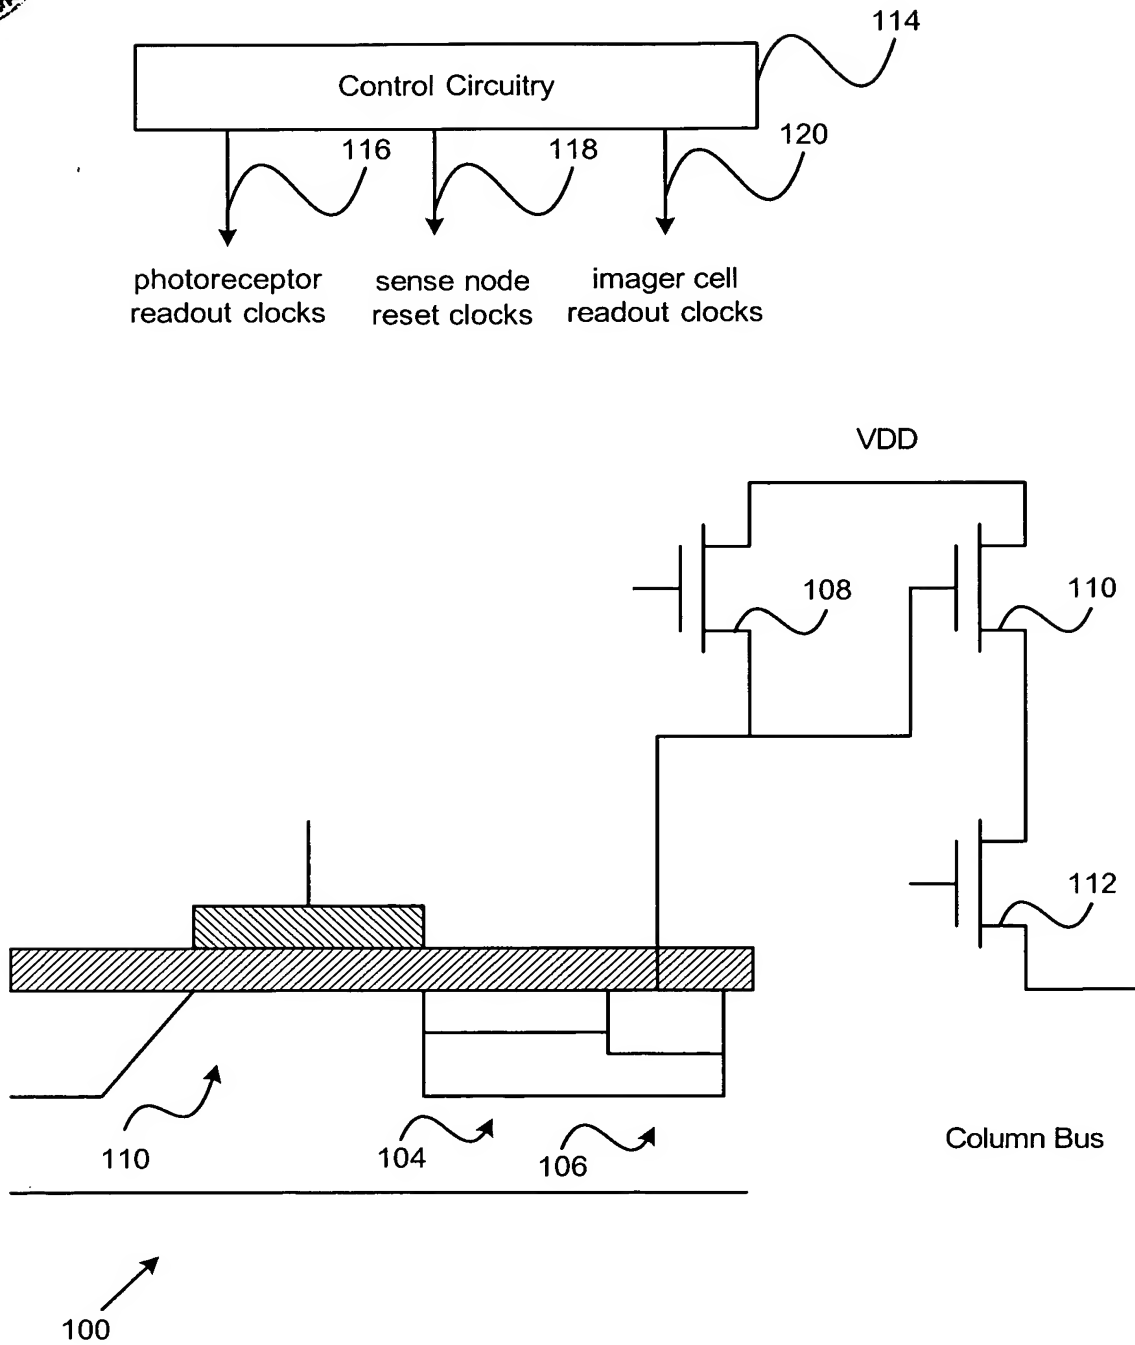 114
Control Circuitry
116
118
120
photoreceptor
readout clocks
sense node
reset clocks
imager cell
readout clocks
VDD
108
110
112
110
104
106
Column Bus
100